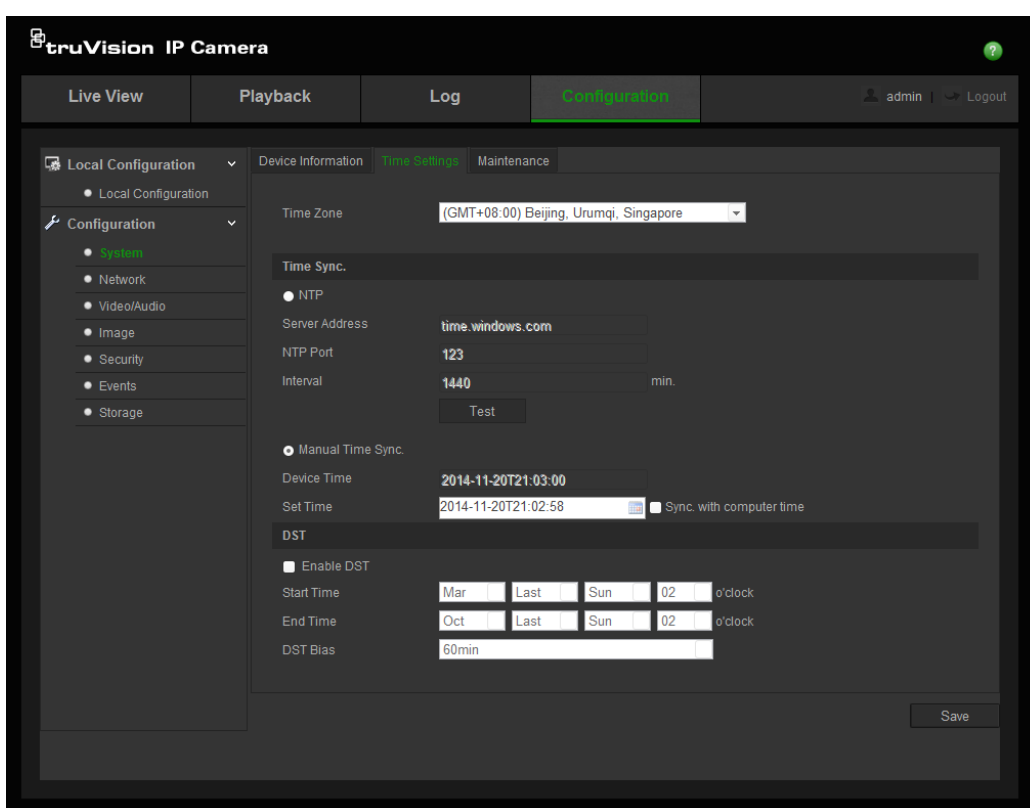 truVision IP Camera
?
Live View Playback Log Configuration admin | Logout
Local Configuration
Local Configuration
Configuration
System
Network
Video/Audio
Image
Security
Events
Storage
Device Information Time Settings Maintenance
Time Zone (GMT+08:00) Beijing, Urumqi, Singapore
Time Sync.
NTP
Server Address time.windows.com
NTP Port 123
Interval 1440 min.
Test
Manual Time Sync.
Device Time 2014-11-20T21:03:00
Set Time 2014-11-20T21:02:58 Sync. with computer time
DST
Enable DST
Start Time Mar Last Sun 02 o'clock
End Time Oct Last Sun 02 o'clock
DST Bias 60min
Save